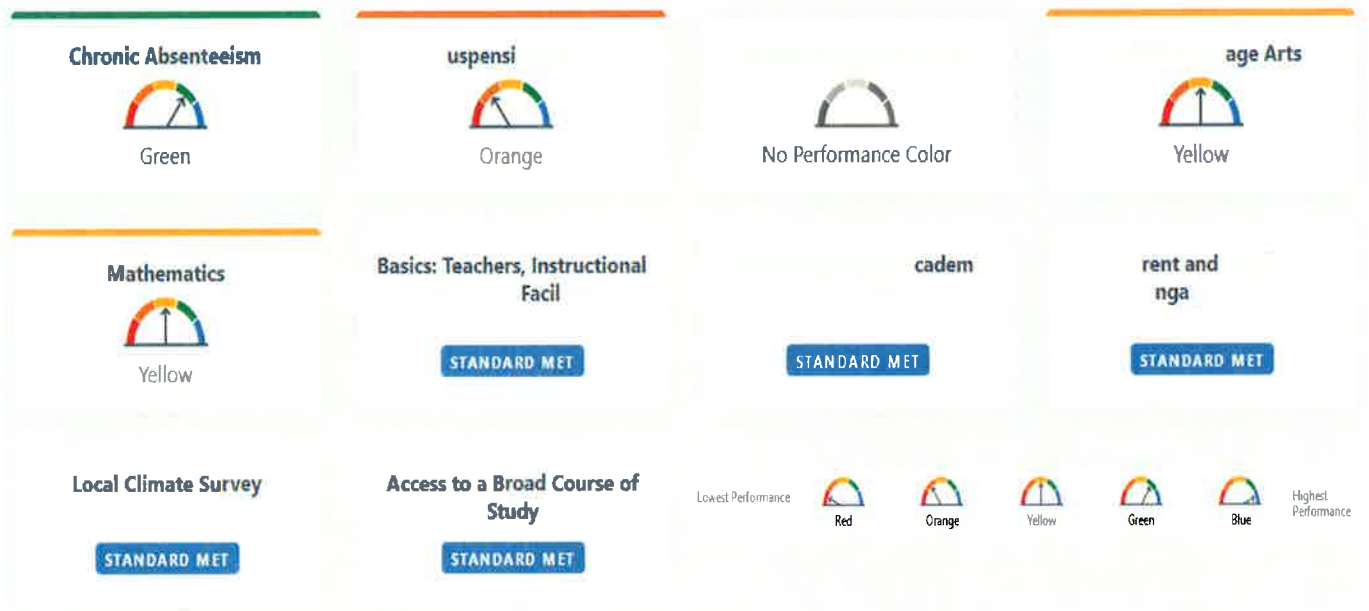 Chronic Absenteeism
Green
uspensi
Orange
No Performance Color
age Arts
Yellow
Mathematics
Yellow
Basics: Teachers, Instructional
Facil
STANDARD MET
cadem
STANDARD MET
rent and
nga
STANDARD MET
Local Climate Survey
STANDARD MET
Access to a Broad Course of
Study
STANDARD MET
Lowest Performance
Red
Orange
Yellow
Green
Blue
Highest
Performance